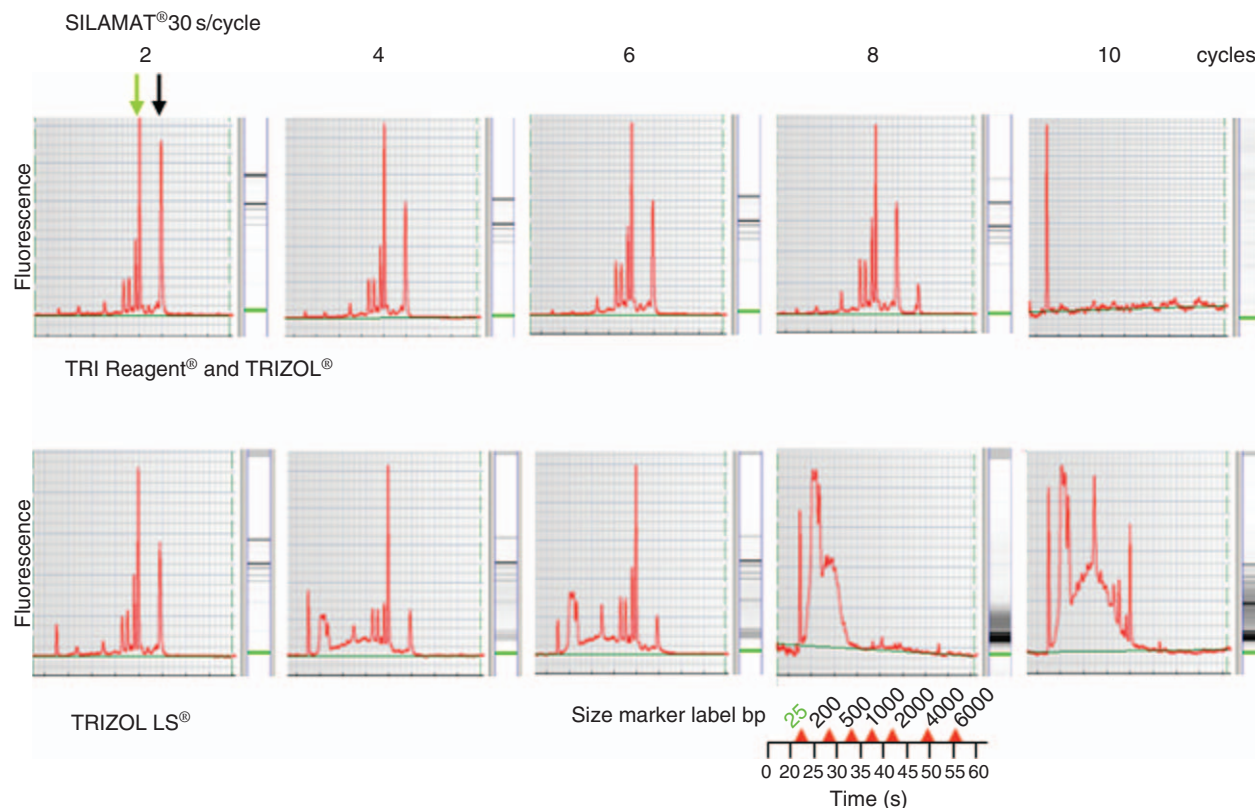 SILAMAT®30 s/cycle
2 4 6 8 10 cycles
Fluorescence
TRI Reagent® and TRIZOL®
Fluorescence
TRIZOL LS®
Size marker label bp 25 200 500 1000 2000 4000 6000
0 20 25 30 35 40 45 50 55 60
Time (s)